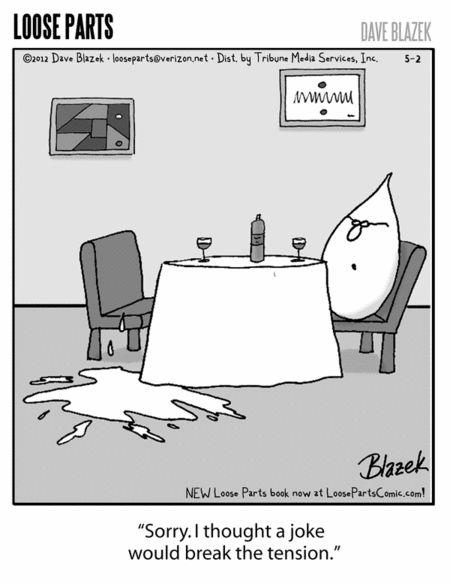 LOOSE PARTS DAVE BLAZEK
©2012 Dave Blazek • looseparts@verizon.net • Dist. by Tribune Media Services, Inc. 5-2
Blazek
NEW Loose Parts book now at LoosePartsComic.com!
“Sorry. I thought a joke
would break the tension.”